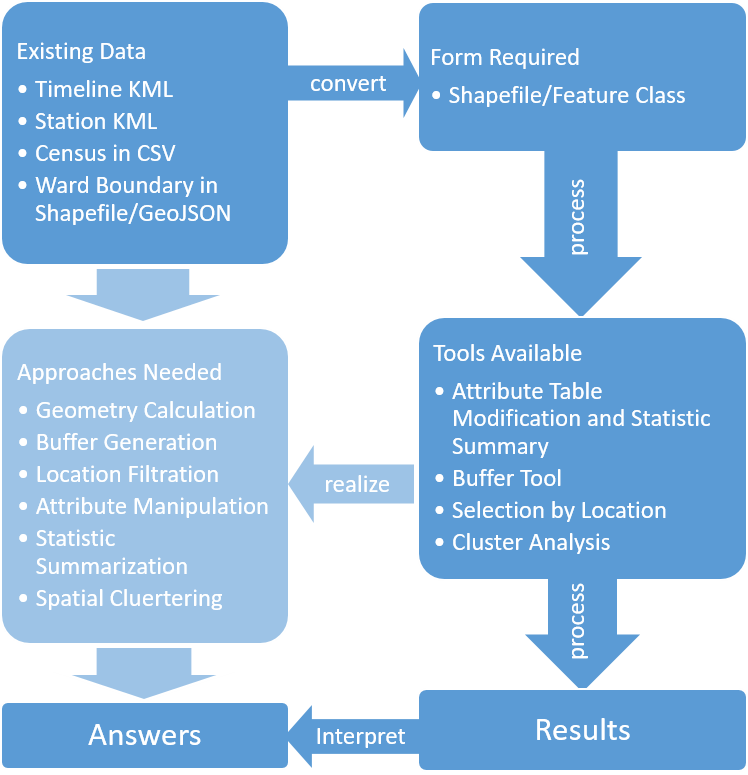 Existing Data
• Timeline KML
• Station KML
• Census in CSV
• Ward Boundary in
Shapefile/GeoJSON
convert
Form Required
• Shapefile/Feature Class
process
Tools Available
• Attribute Table
Modification and Statistic
Summary
• Buffer Tool
• Selection by Location
• Cluster Analysis
realize
Approaches Needed
• Geometry Calculation
• Buffer Generation
• Location Filtration
• Attribute Manipulation
• Statistic
Summarization
• Spatial Cluertering
process
Results
Interpret
Answers